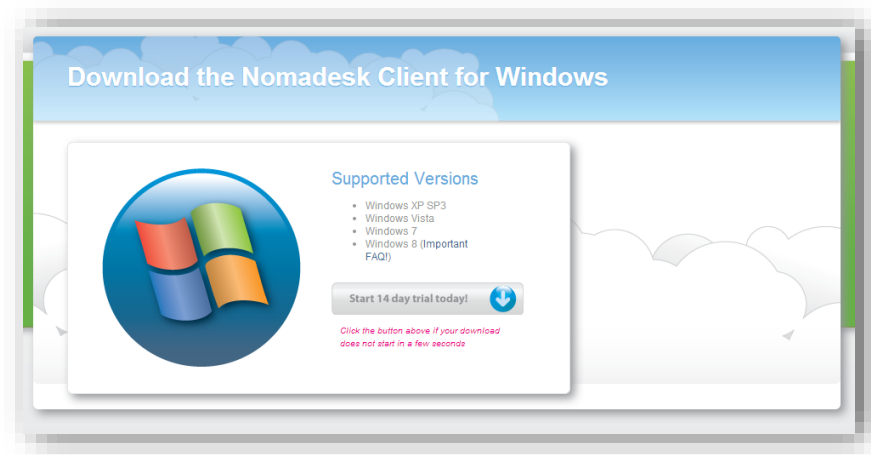 Download the Nomadesk Client for Windows
Supported Versions
• Windows XP SP3
• Windows Vista
• Windows 7
• Windows 8 (Important
FAQ!)
Start 14 day trial today!
Click the button above if your download
does not start in a few seconds